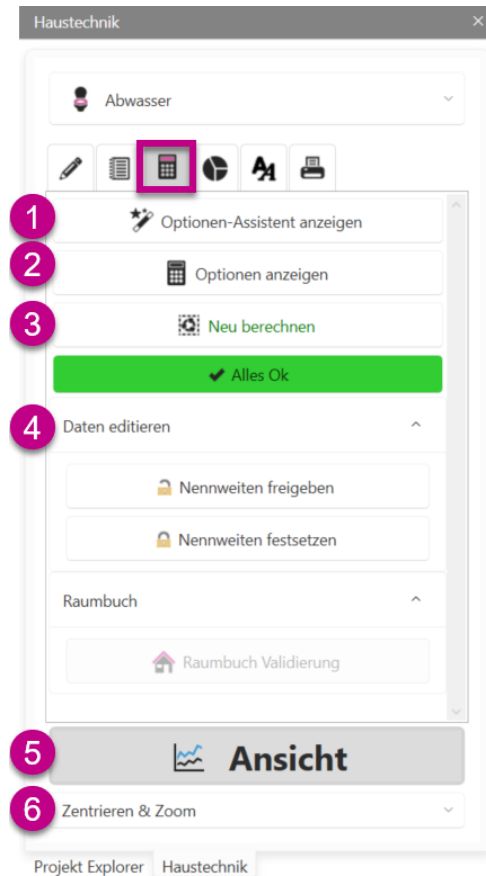 Haustechnik
Abwasser
1
Optionen-Assistent anzeigen
2
Optionen anzeigen
3
Neu berechnen
Alles Ok
4
Daten editieren
Nennweiten freigeben
Nennweiten festsetzen
Raumbuch
Raumbuch Validierung
5
Ansicht
6
Zentrieren & Zoom
Projekt Explorer Haustechnik